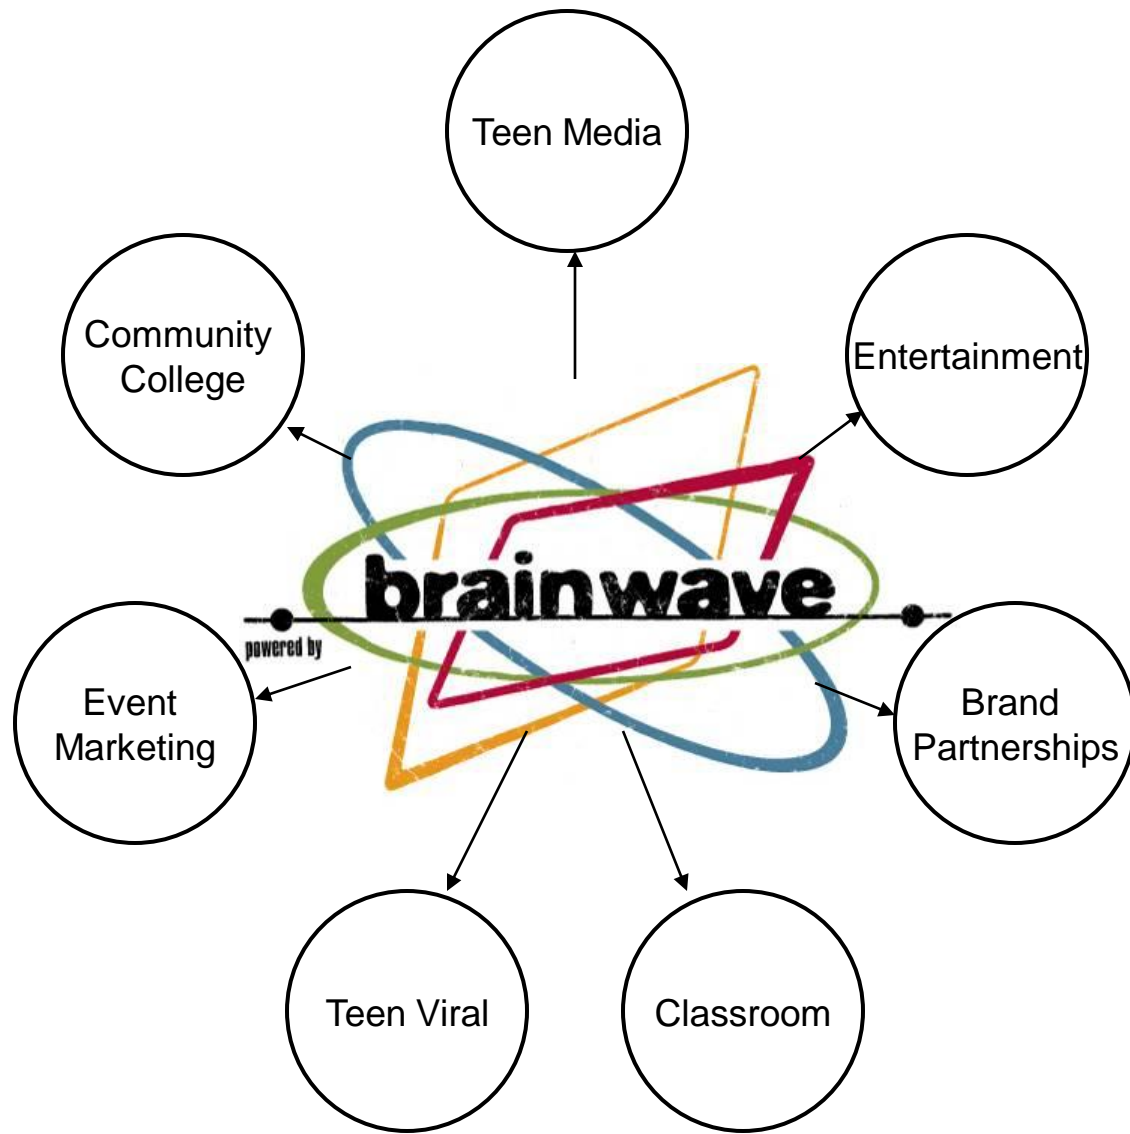 Teen Media
Community
College
Entertainment
brainwave
powered by
Event
Marketing
Brand
Partnerships
Teen Viral
Classroom